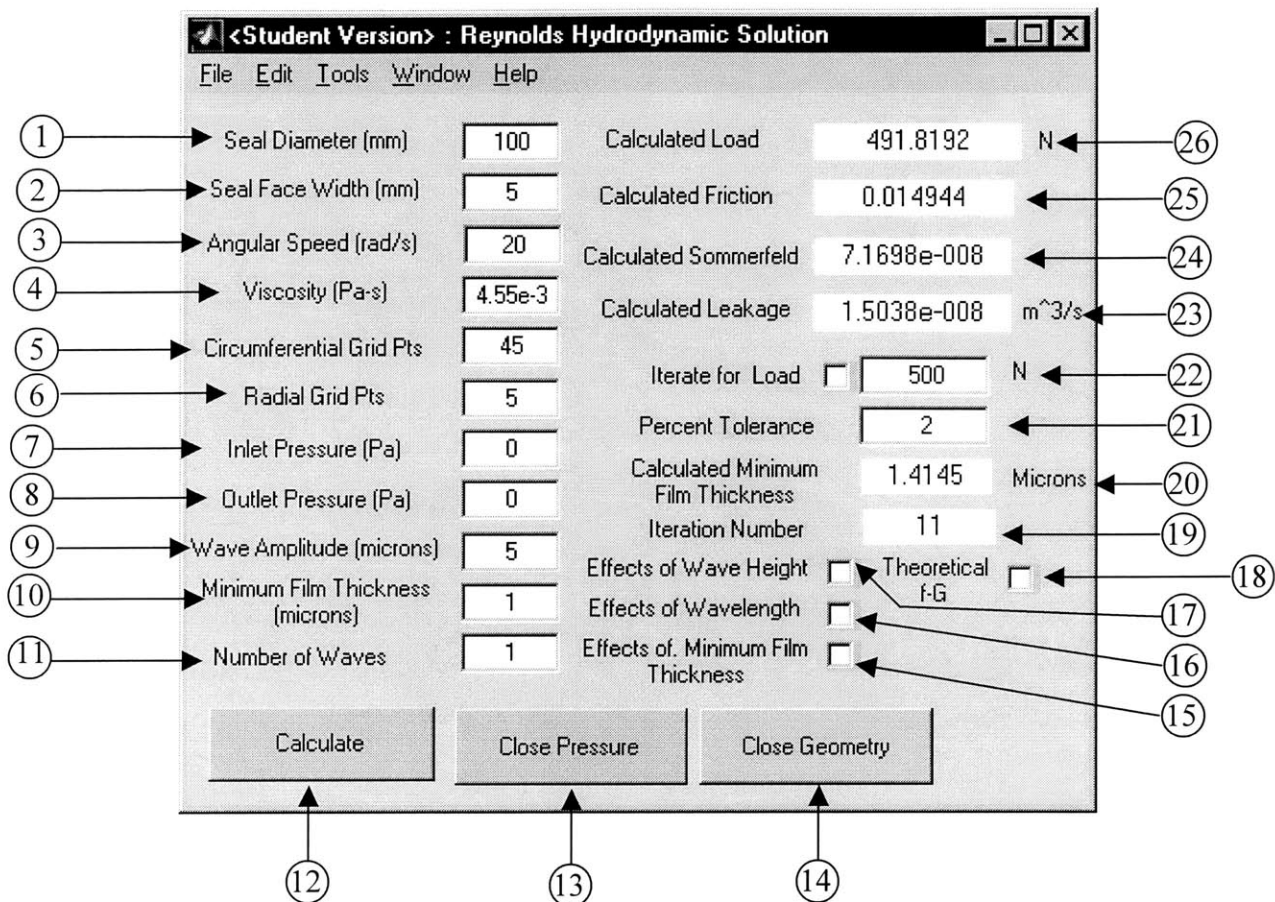 <Student Version> : Reynolds Hydrodynamic Solution
File Edit Tools Window Help
1 Seal Diameter (mm) 100 Calculated Load 491.8192 N 26
2 Seal Face Width (mm) 5 Calculated Friction 0.014944 25
3 Angular Speed (rad/s) 20 Calculated Sommerfeld 7.1698e-008 24
4 Viscosity (Pa-s) 4.55e-3 Calculated Leakage 1.5038e-008 m^3/s 23
5 Circumferential Grid Pts 45
6 Radial Grid Pts 5 Iterate for Load 500 N 22
7 Inlet Pressure (Pa) 0 Percent Tolerance 2 21
8 Outlet Pressure (Pa) 0 Calculated Minimum
Film Thickness 1.4145 Microns 20
9 Wave Amplitude (microns) 5 Iteration Number 11 19
10 Minimum Film Thickness
(microns) 1 Effects of Wave Height 17 Theoretical
f-G 18
Effects of Wavelength 16
11 Number of Waves 1 Effects of. Minimum Film
Thickness 15
Calculate Close Pressure Close Geometry
12 13 14